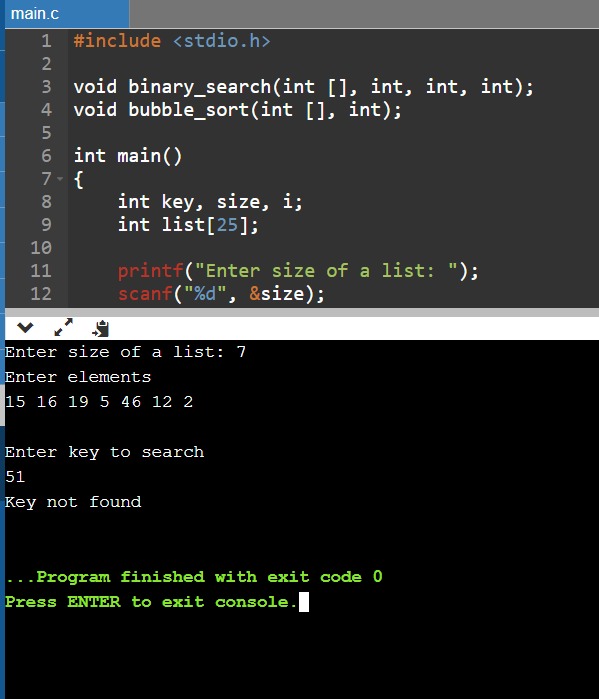 main.c
1 #include <stdio.h>
2
3 void binary_search(int [], int, int, int);
4 void bubble_sort(int [], int);
5
6 int main()
7 {
8     int key, size, i;
9     int list[25];
10
11     printf("Enter size of a list: ");
12     scanf("%d", &size);
Enter size of a list: 7
Enter elements
15 16 19 5 46 12 2
Enter key to search
51
Key not found
...Program finished with exit code 0
Press ENTER to exit console.